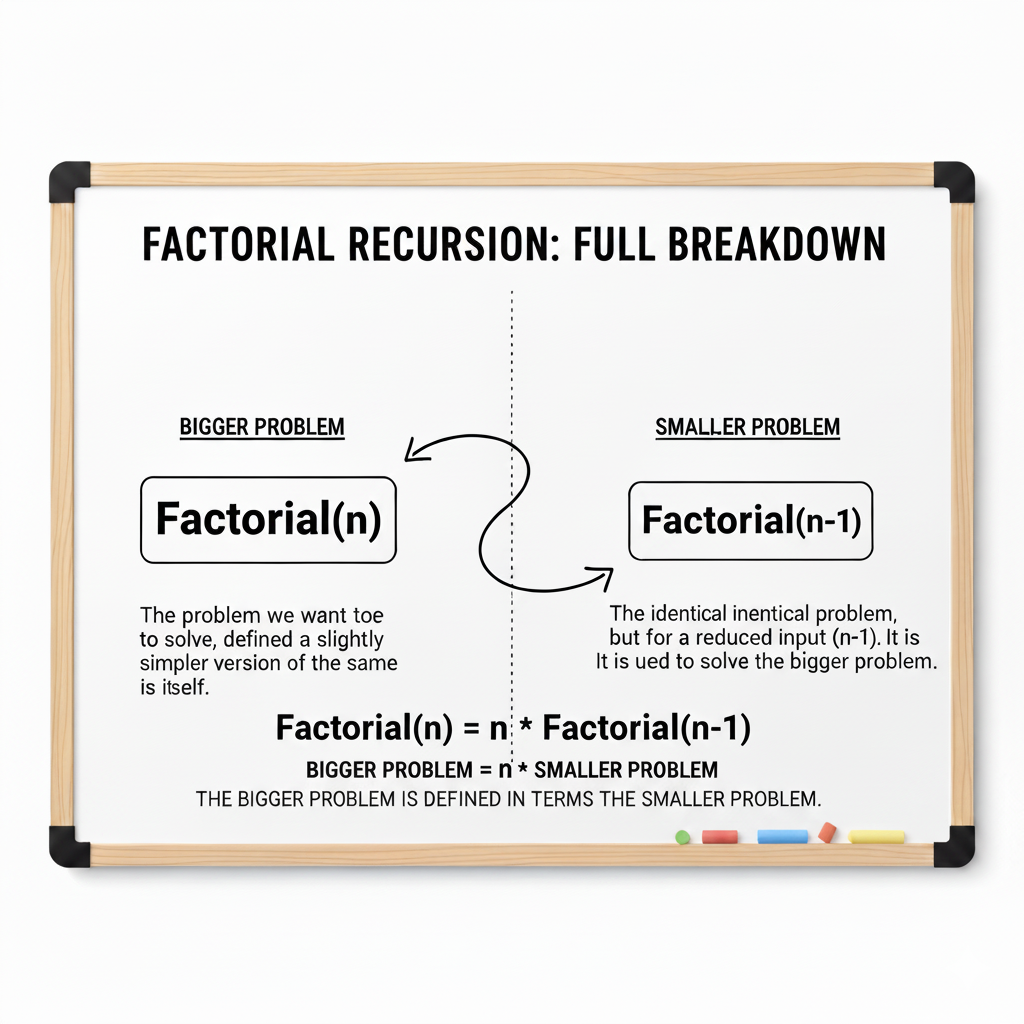 FACTORIAL RECURSION: FULL BREAKDOWN
BIGGER PROBLEM
Factorial(n)
The problem we want toe
to solve, defined a slightly
simpler version of the same
is itself.
SMALLER PROBLEM
Factorial(n-1)
The identical inentical problem,
but for a reduced input (n-1). It is
It is ued to solve the bigger problem.
Factorial(n) = n * Factorial(n-1)
BIGGER PROBLEM = n * SMALLER PROBLEM
THE BIGGER PROBLEM IS DEFINED IN TERMS THE SMALLER PROBLEM.